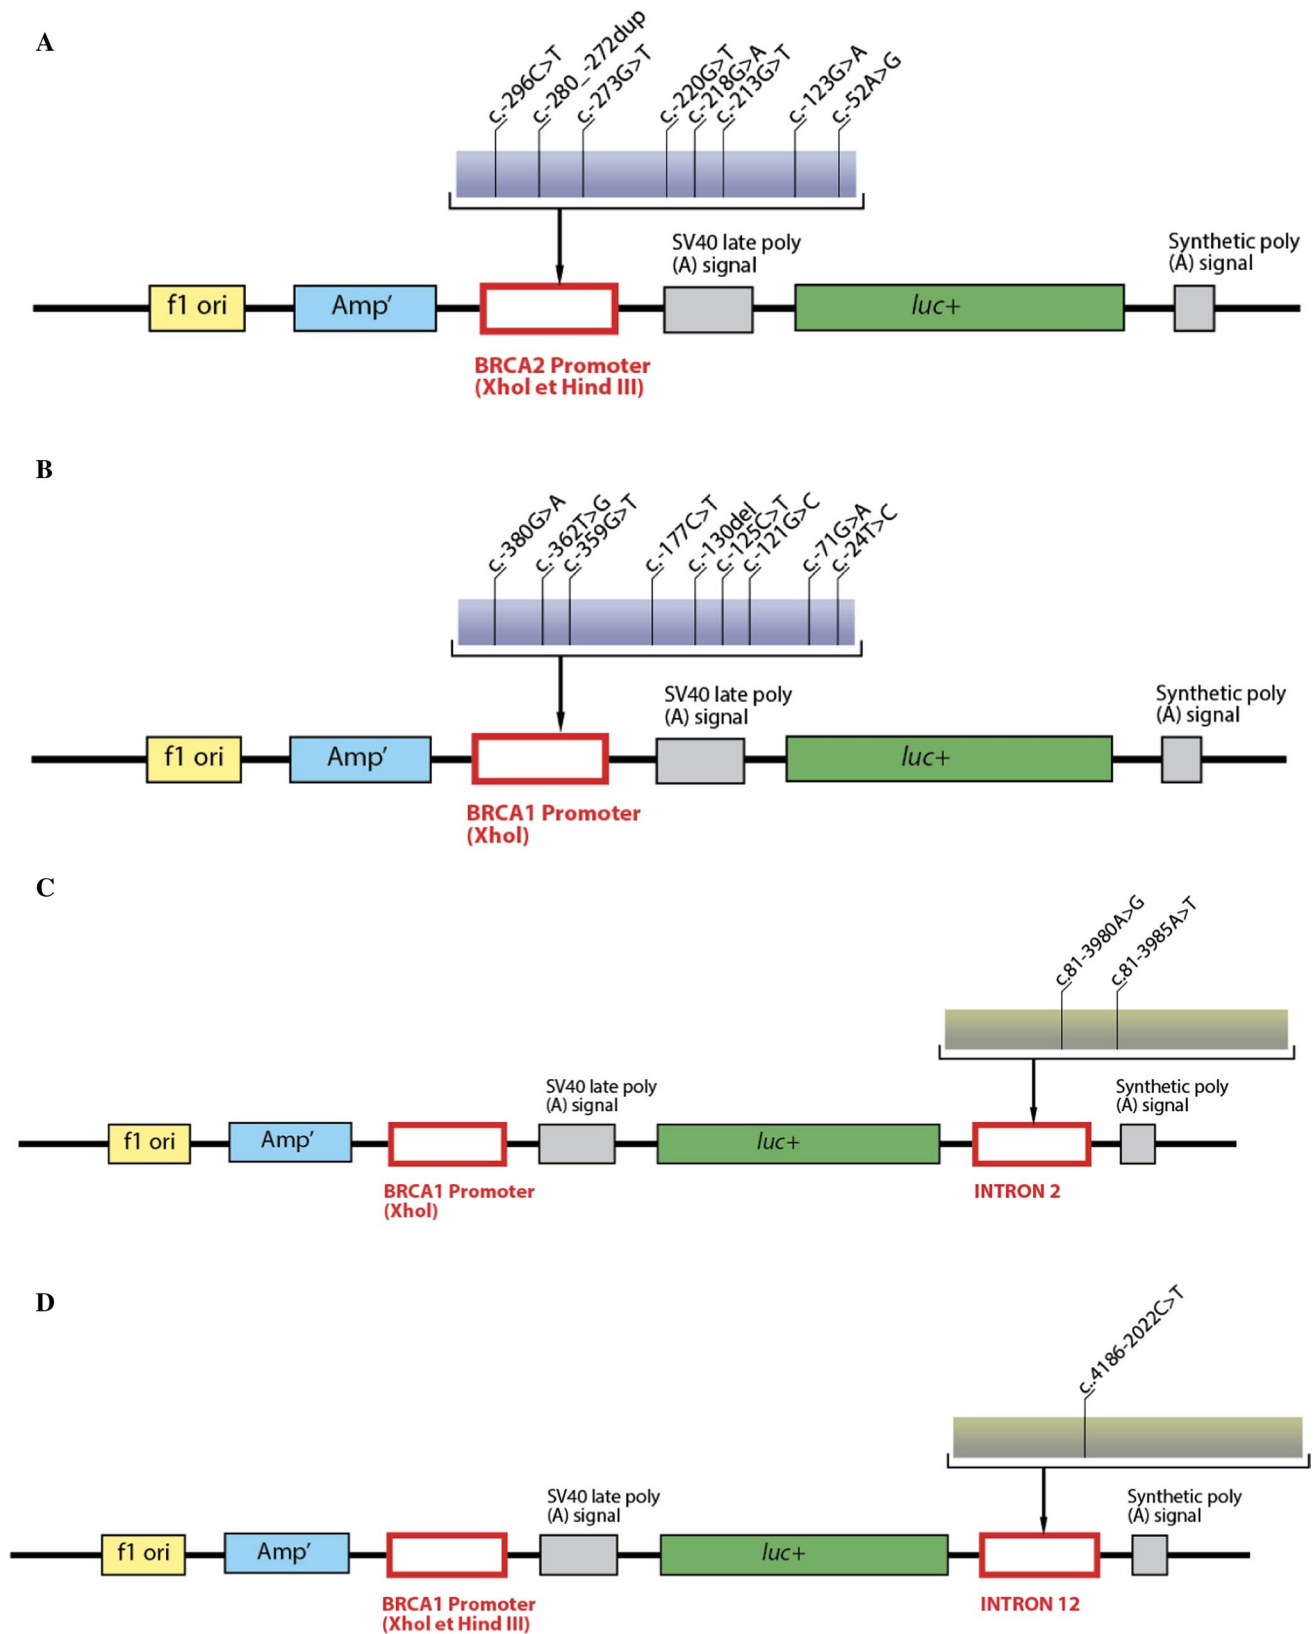 A
c.-296C>T
c.-280_-272dup
c.-273G>T
c.-220G>T
c.-218G>A
c.-213G>T
c.-123G>A
c.-52A>G
SV40 late poly
(A) signal
Synthetic poly
(A) signal
f1 ori
Amp'
luc+
BRCA2 Promoter
(XhoI et Hind III)
B
c.-380G>A
c.-362T>G
c.-359G>T
c.-177C>T
c.-130del
c.-125C>T
c.-121G>C
c.-71G>A
c.-24T>C
SV40 late poly
(A) signal
Synthetic poly
(A) signal
f1 ori
Amp'
luc+
BRCA1 Promoter
(XhoI)
C
c.81-3980A>G
c.81-3985A>T
SV40 late poly
(A) signal
Synthetic poly
(A) signal
f1 ori
Amp'
luc+
BRCA1 Promoter
(XhoI)
INTRON 2
D
c..4186-2022C>T
SV40 late poly
(A) signal
Synthetic poly
(A) signal
f1 ori
Amp'
luc+
BRCA1 Promoter
(XhoI et Hind III)
INTRON 12